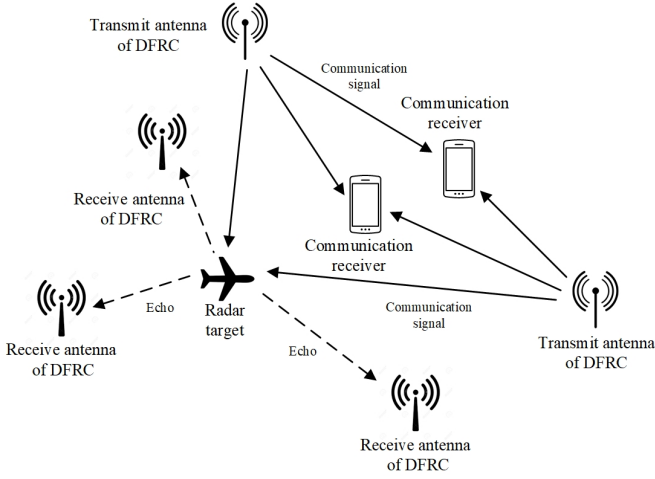 Transmit antenna
of DFRC
Communication
signal
Communication
receiver
Receive antenna
of DFRC
Communication
receiver
Echo
Radar
target
Communication
signal
Receive antenna
of DFRC
Echo
Transmit antenna
of DFRC
Receive antenna
of DFRC